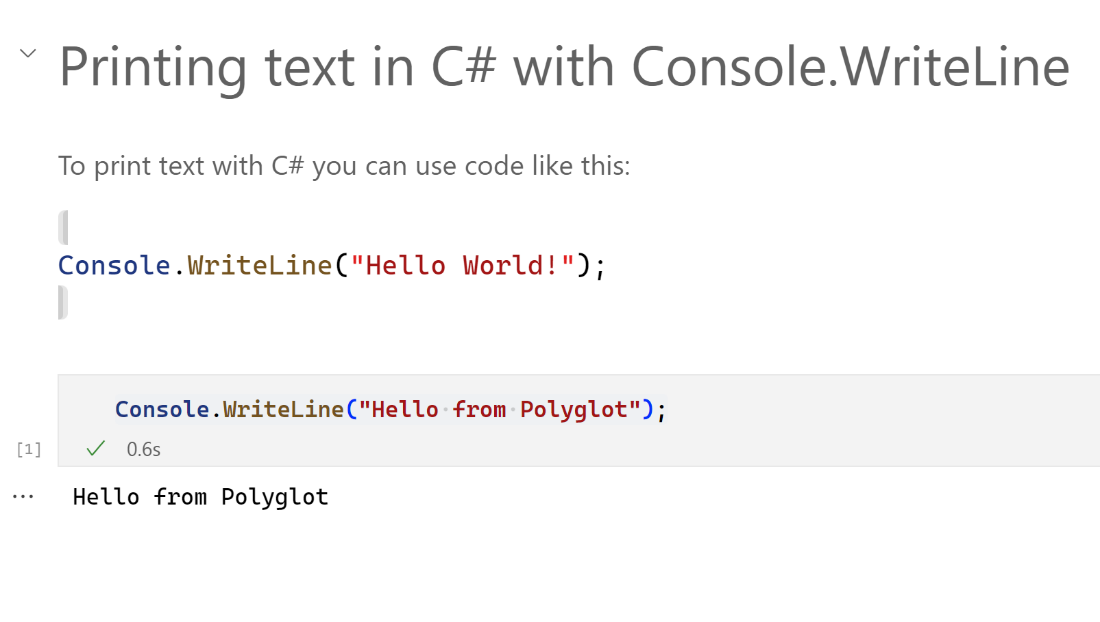 Printing text in C# with Console.WriteLine
To print text with C# you can use code like this:
Console.WriteLine("Hello World!");
Console.WriteLine("Hello from Polyglot");
[1]
0.6s
Hello from Polyglot